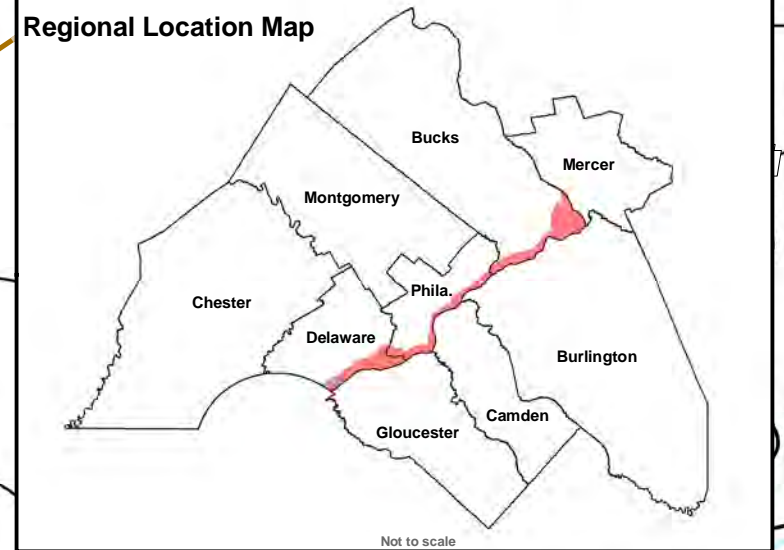 Regional Location Map
Bucks
Mercer
Montgomery
Chester
Phila.
Delaware
Burlington
Camden
Gloucester
Not to scale